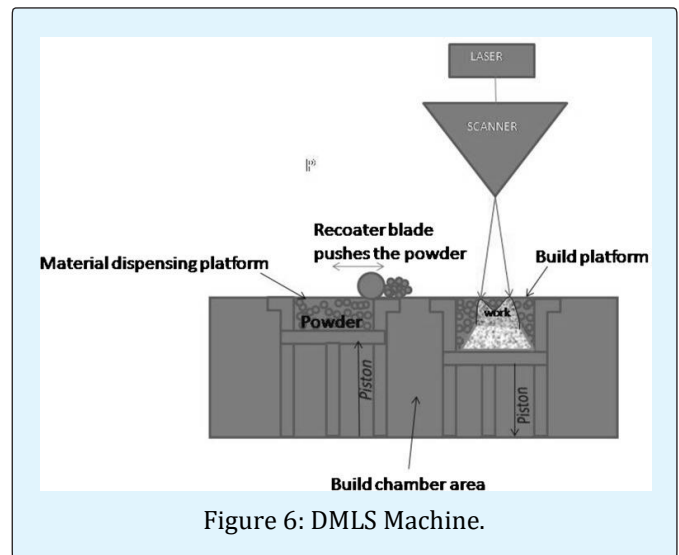 LASER
SCANNER
Recoater blade
pushes the powder
Material dispensing platform
Build platform
Powder
work
Piston
Piston
Build chamber area
Figure 6: DMLS Machine.